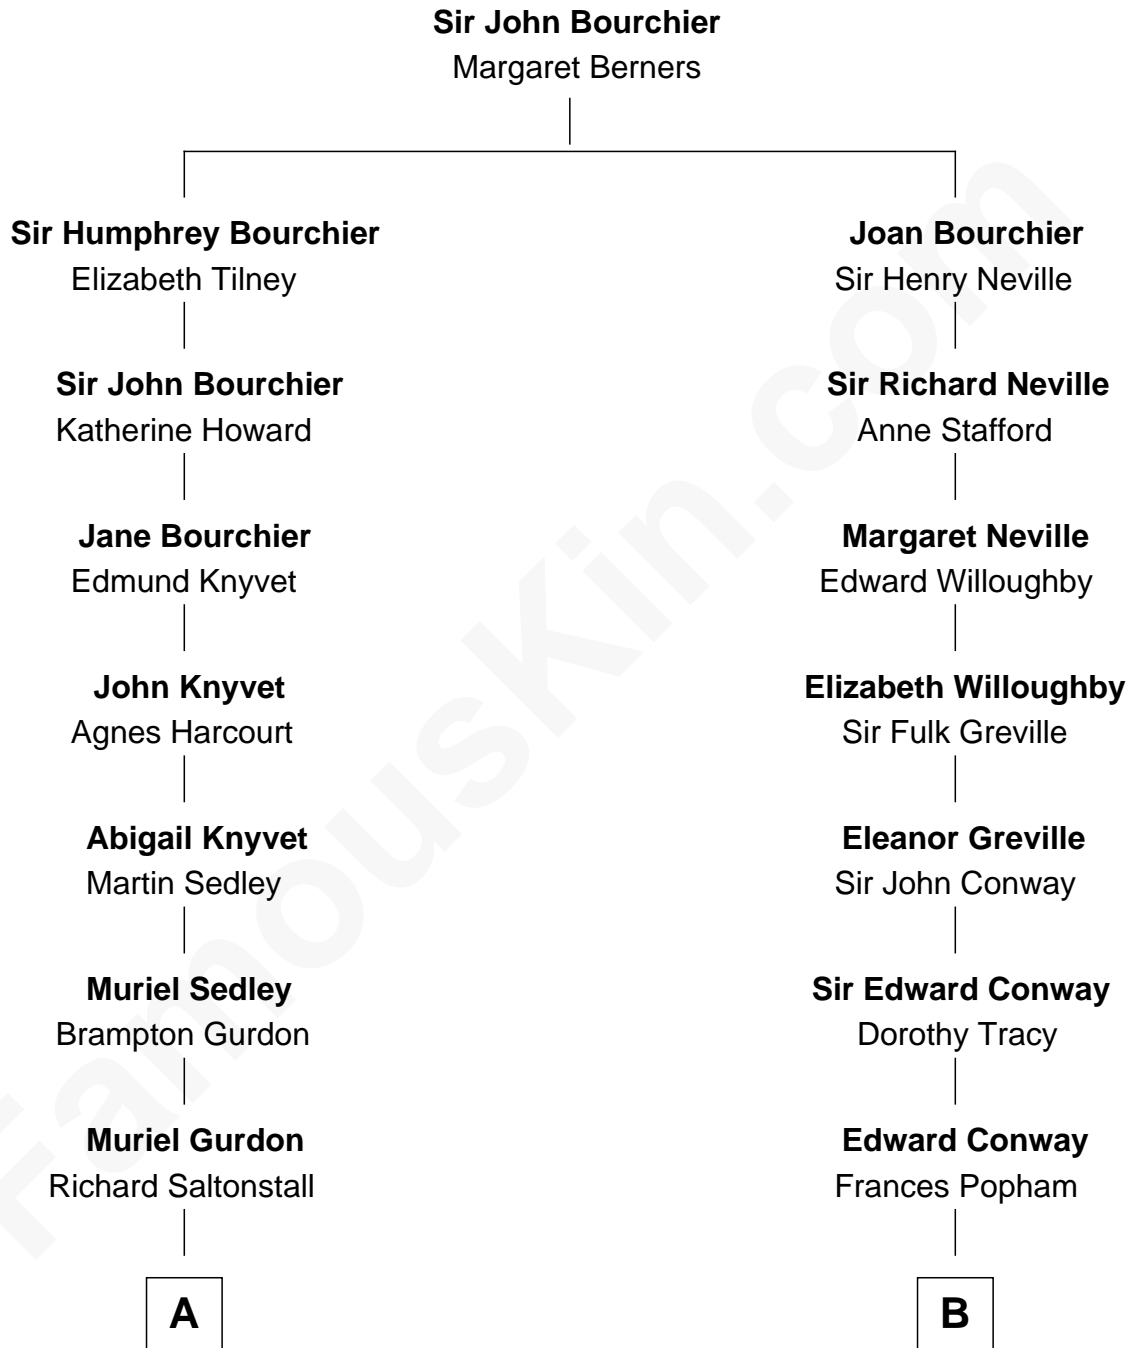 Sir John Bourchier
Margaret Berners
Sir Humphrey Bourchier
Elizabeth Tilney
Joan Bourchier
Sir Henry Neville
Sir John Bourchier
Katherine Howard
Sir Richard Neville
Anne Stafford
Jane Bourchier
Edmund Knyvet
Margaret Neville
Edward Willoughby
John Knyvet
Agnes Harcourt
Elizabeth Willoughby
Sir Fulk Greville
Abigail Knyvet
Martin Sedley
Eleanor Greville
Sir John Conway
Muriel Sedley
Brampton Gurdon
Sir Edward Conway
Dorothy Tracy
Muriel Gurdon
Richard Saltonstall
Edward Conway
Frances Popham
A
B
FamousKin.com